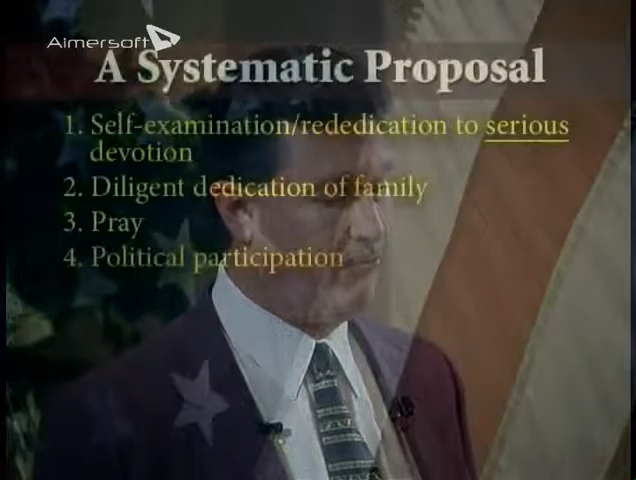 Aimersoft
A Systematic Proposal
1. Self-examination/rededication to serious
devotion
2. Diligent dedication of family
3. Pray
4. Political participation